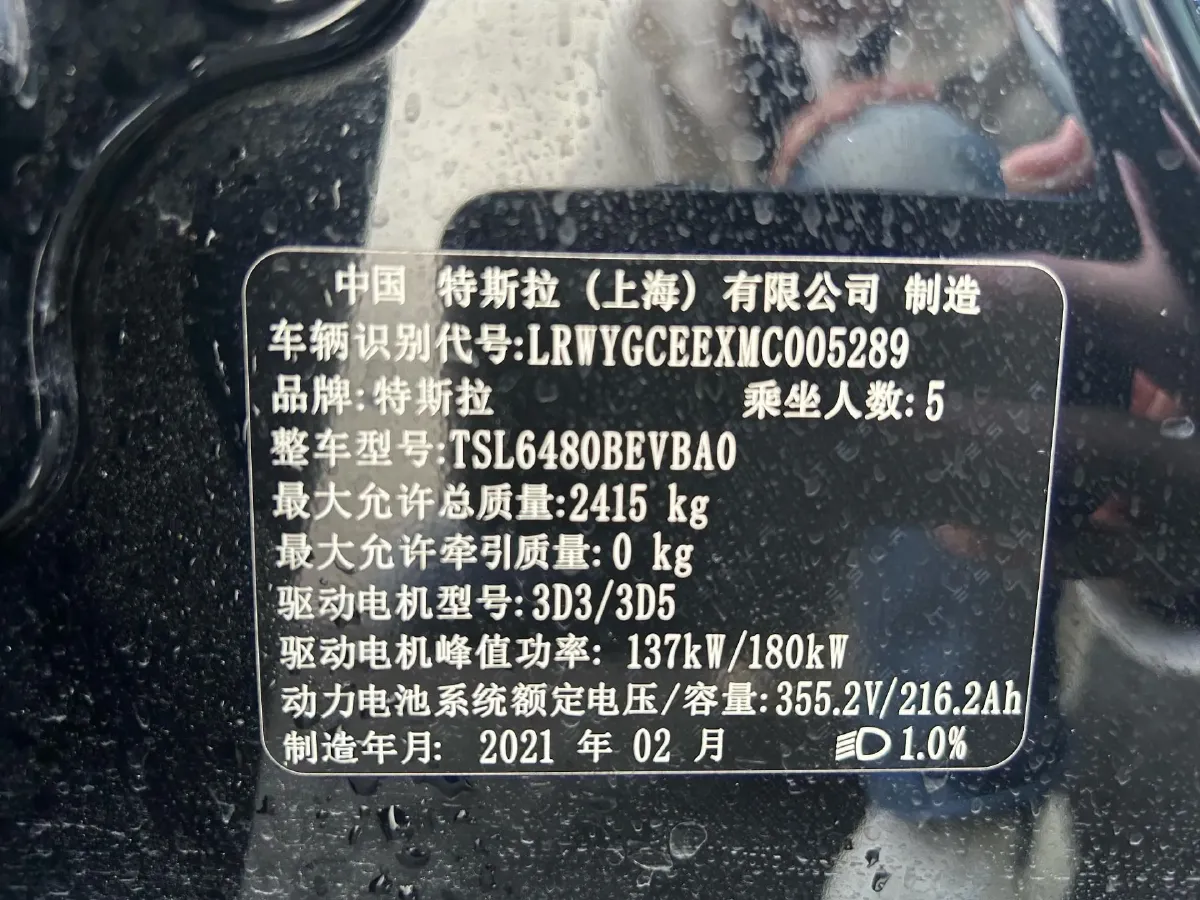 中国 特斯拉 (上海) 有限公司 制造
车辆识别代号:LRWYGCEEXMC005289
品牌:特斯拉 乘坐人数:5
整车型号:TSL6480BEVBA0
最大允许总质量:2415 kg
最大允许牵引质量:0 kg
驱动电机型号:3D3/3D5
驱动电机峰值功率: 137kW/180kW
动力电池系统额定电压/容量:355.2V/216.2Ah
制造年月: 2021 年 02 月 1.0%